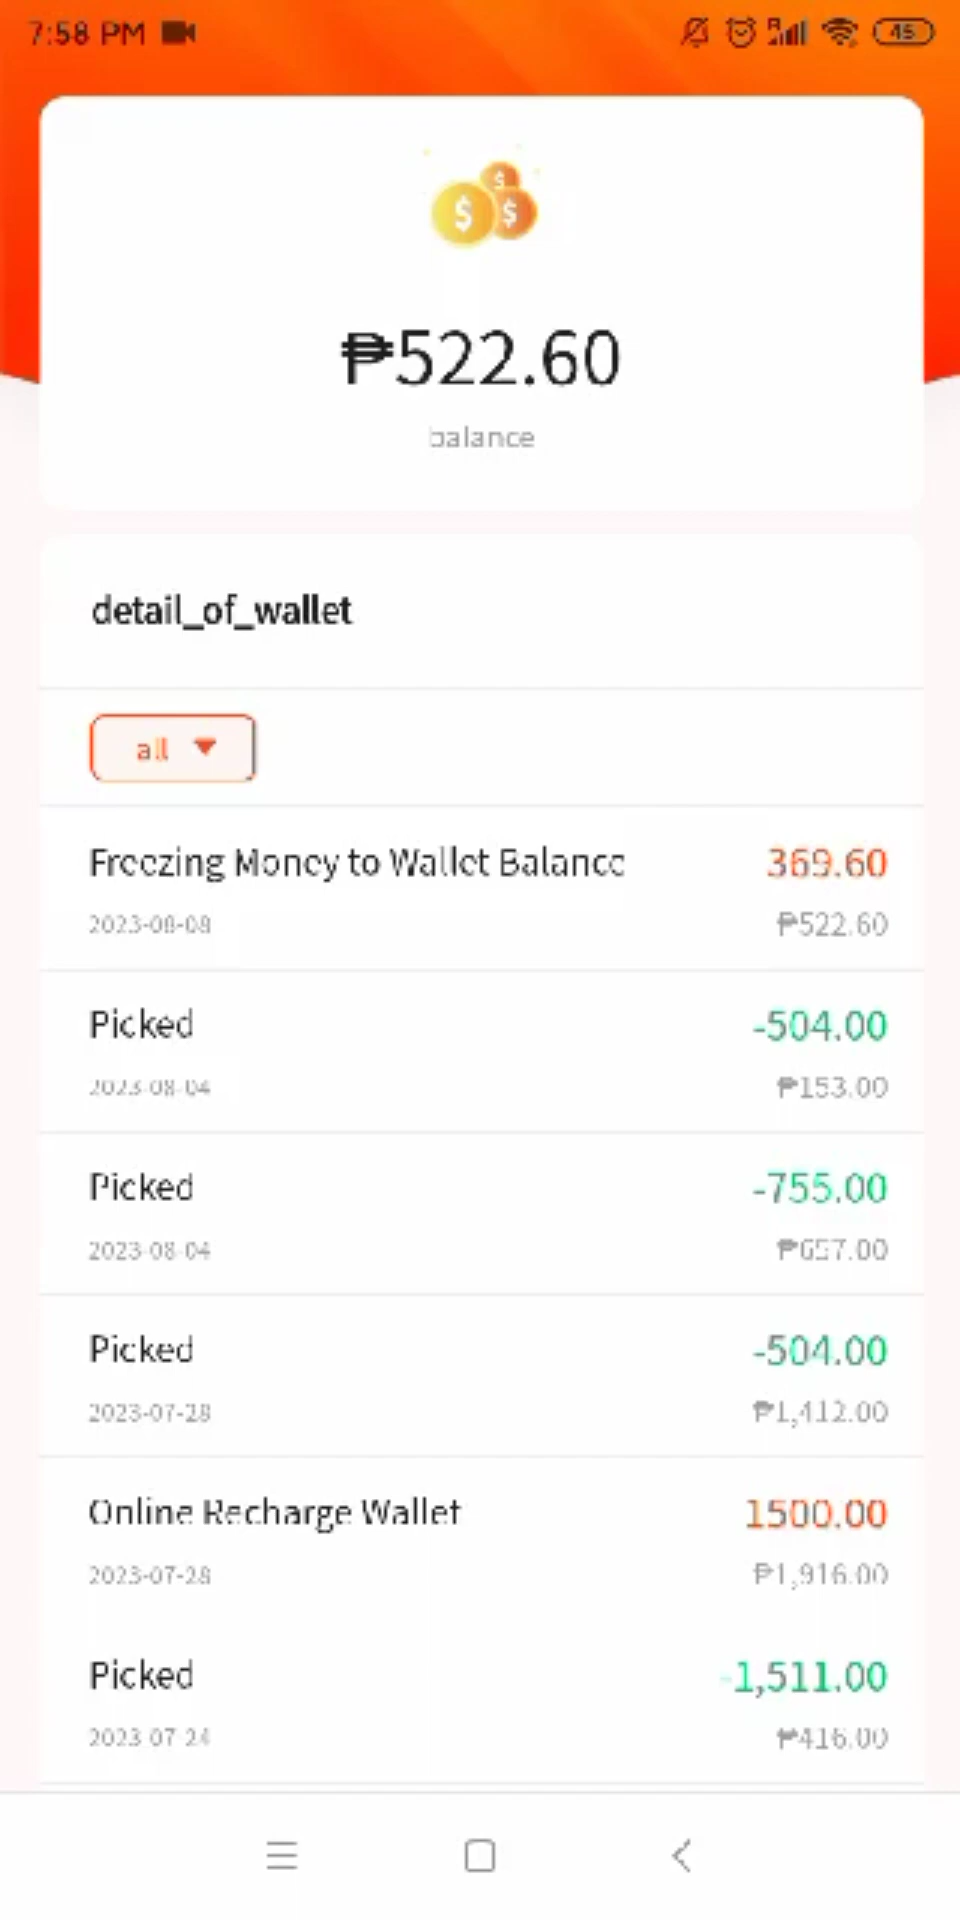 7:58 PM
45
₱522.60
balance
detail_of_wallet
all
Freezing Money to Wallet Balance
369.60
2023-08-08
₱522.60
Picked
-504.00
2023-08-04
₱153.00
Picked
-755.00
2023-08-04
₱657.00
Picked
-504.00
2023-07-28
₱1,412.00
Online Recharge Wallet
1500.00
2023-07-28
₱1,916.00
Picked
-1,511.00
2023-07-24
₱416.00